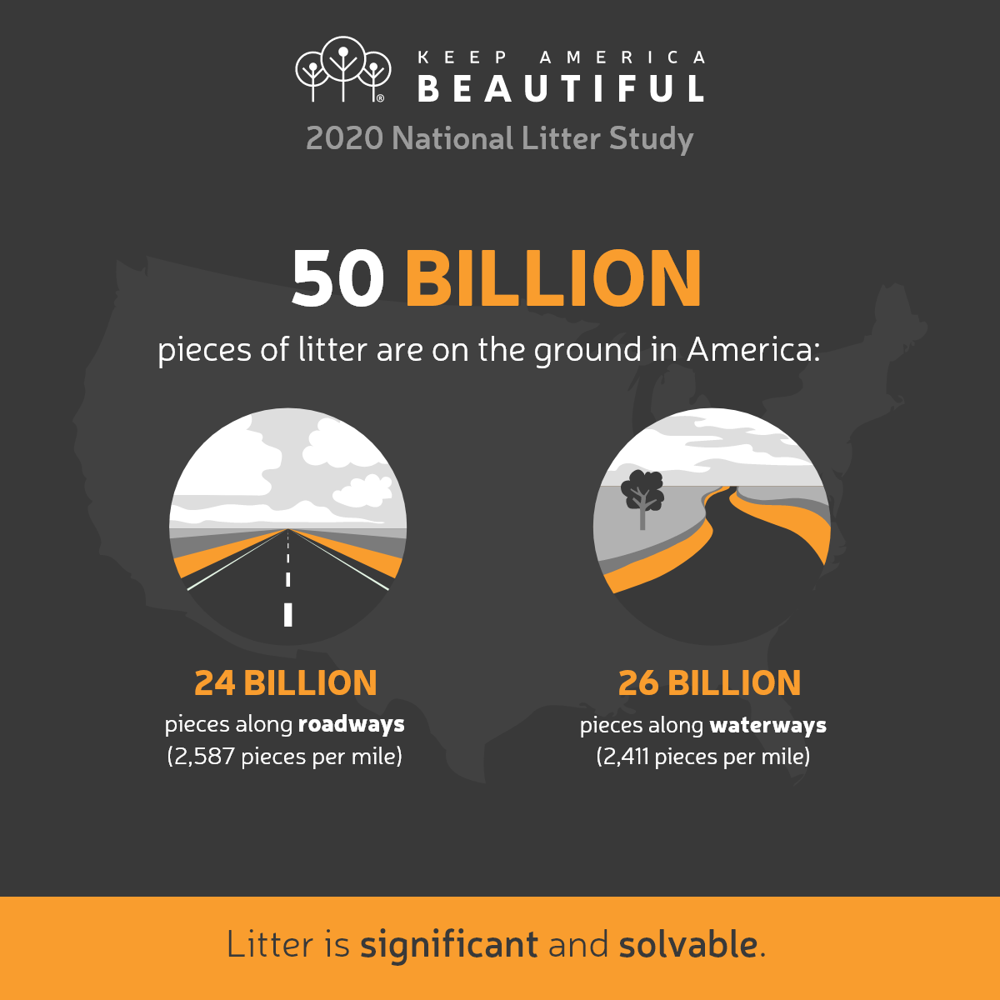 KEEP AMERICA
BEAUTIFUL
®
2020 National Litter Study
50 BILLION
pieces of litter are on the ground in America:
24 BILLION
pieces along roadways
(2,587 pieces per mile)
26 BILLION
pieces along waterways
(2,411 pieces per mile)
Litter is significant and solvable.